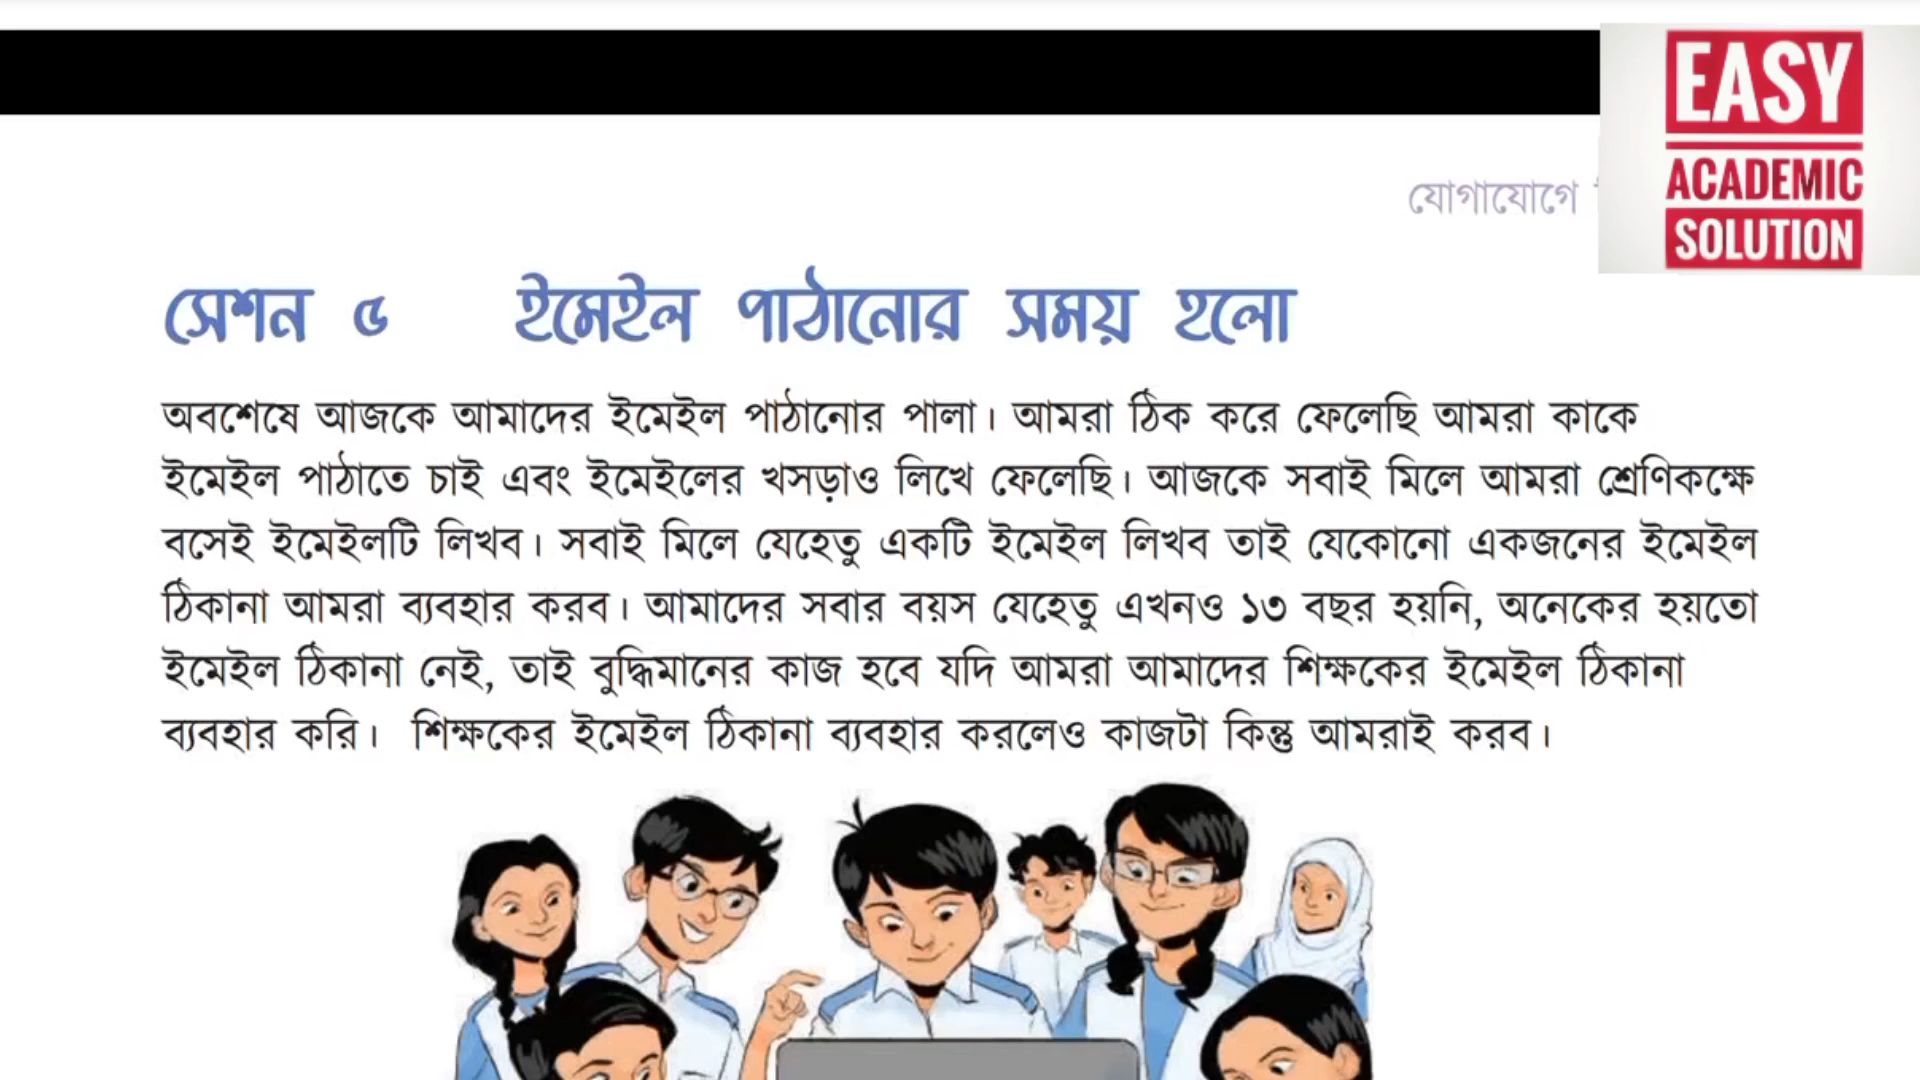 EASY
ACADEMIC
SOLUTION
যোগাযোগে
সেশন ৫ ইমেইল পাঠানোর সময় হলো
অবশেষে আজকে আমাদের ইমেইল পাঠানোর পালা। আমরা ঠিক করে ফেলেছি আমরা কাকে
ইমেইল পাঠাতে চাই এবং ইমেইলের খসড়াও লিখে ফেলেছি। আজকে সবাই মিলে আমরা শ্রেণিকক্ষে
বসেই ইমেইলটি লিখব। সবাই মিলে যেহেতু একটি ইমেইল লিখব তাই যেকোনো একজনের ইমেইল
ঠিকানা আমরা ব্যবহার করব। আমাদের সবার বয়স যেহেতু এখনও ১৩ বছর হয়নি, অনেকের হয়তো
ইমেইল ঠিকানা নেই, তাই বুদ্ধিমানের কাজ হবে যদি আমরা আমাদের শিক্ষকের ইমেইল ঠিকানা
ব্যবহার করি। শিক্ষকের ইমেইল ঠিকানা ব্যবহার করলেও কাজটা কিন্তু আমরাই করব।